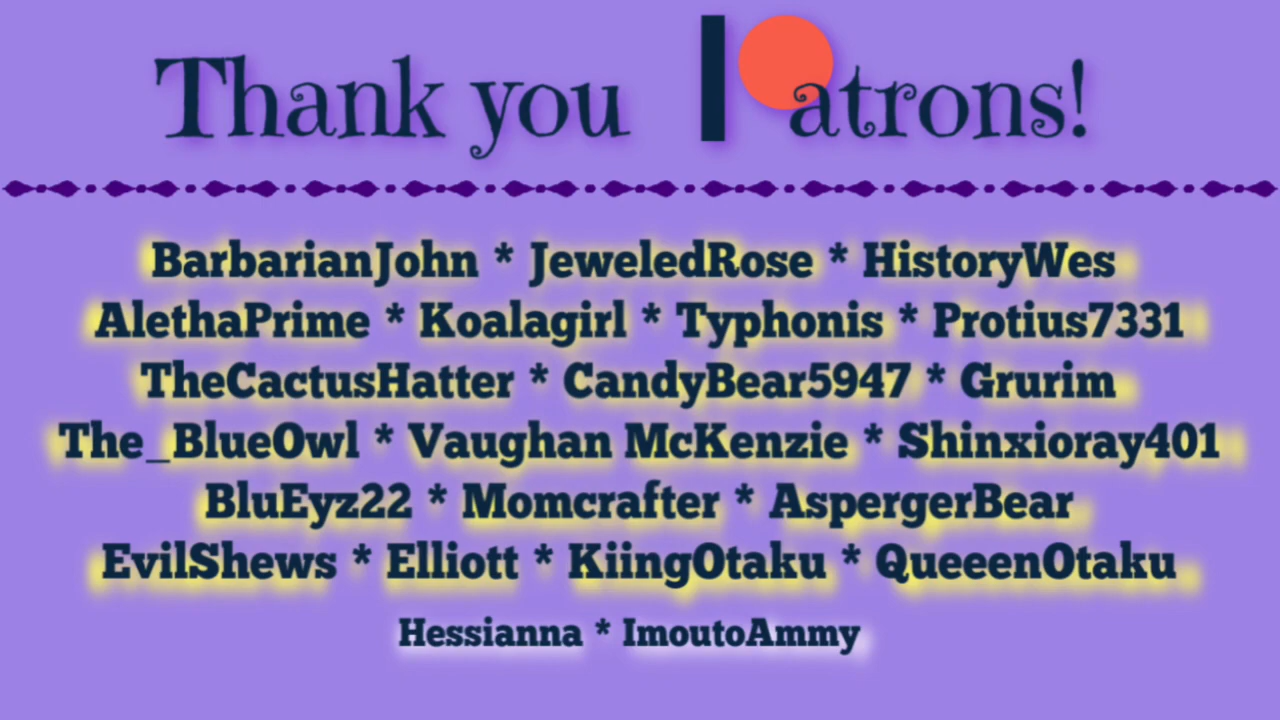 Thank you Patrons!
BarbarianJohn * JeweledRose * HistoryWes
AlethaPrime * Koalagirl * Typhonis * Protius7331
TheCactusHatter * CandyBear5947 * Grurim
The_BlueOwl * Vaughan McKenzie * Shinxioray401
BluEyz22 * Momcrafter * AspergerBear
EvilShews * Elliott * KiingOtaku * QueeenOtaku
Hessianna * ImoutoAmmy